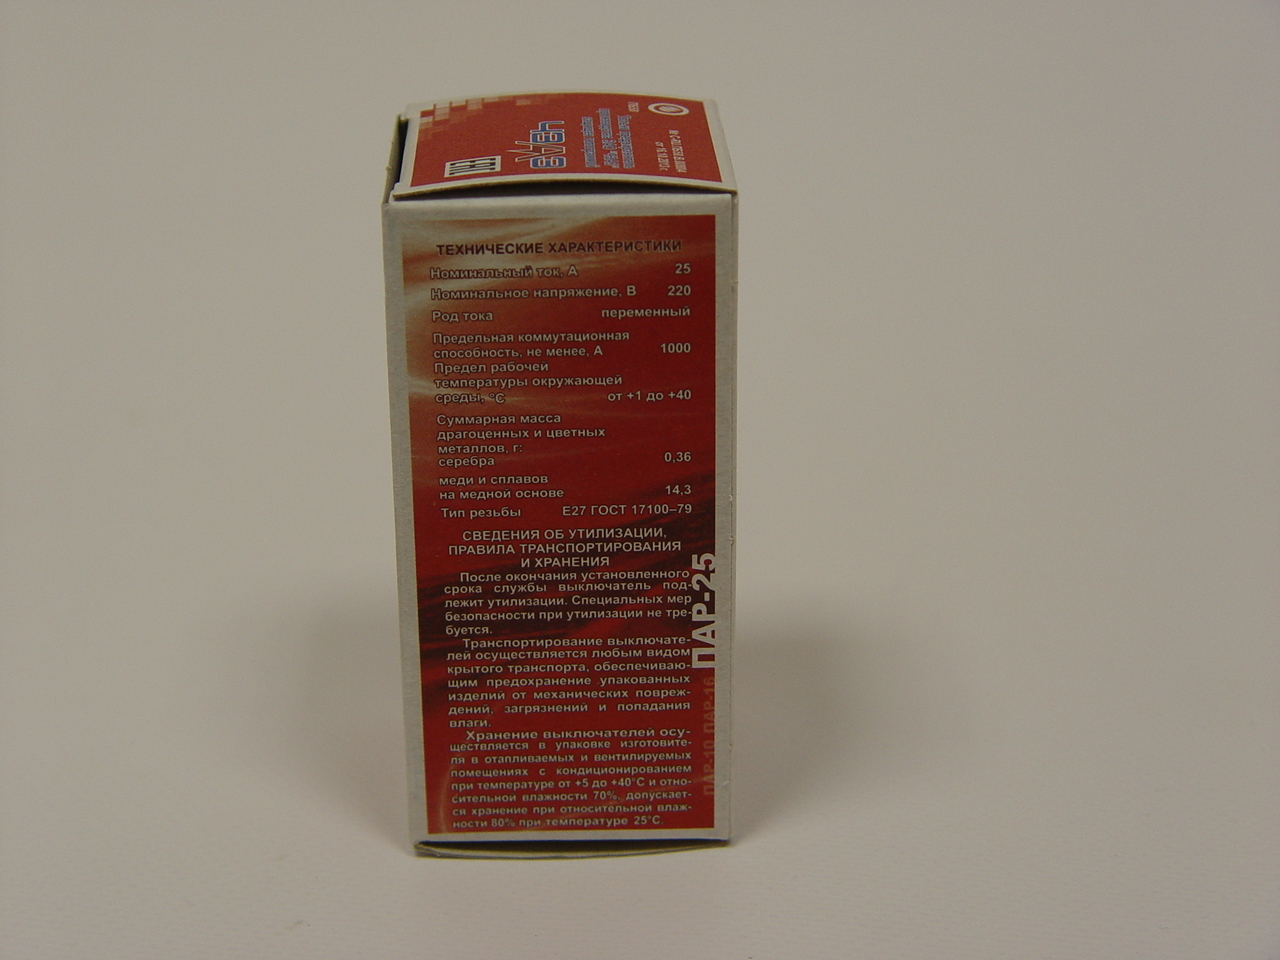 ТЕХНИЧЕСКИЕ ХАРАКТЕРИСТИКИ
Номинальный ток, А 25
Номинальное напряжение, В 220
Род тока переменный
Предельная коммутационная
способность, не менее, А 1000
Предел рабочей
температуры окружающей
среды, °С от +1 до +40
Суммарная масса
драгоценных и цветных
металлов, г:
серебра 0,36
меди и сплавов
на медной основе 14,3
Тип резьбы Е27 ГОСТ 17100–79
СВЕДЕНИЯ ОБ УТИЛИЗАЦИИ,
ПРАВИЛА ТРАНСПОРТИРОВАНИЯ
И ХРАНЕНИЯ
После окончания установленного
срока службы выключатель под-
лежит утилизации. Специальных мер
безопасности при утилизации не тре-
буется.
Транспортирование выключате-
лей осуществляется любым видом
крытого транспорта, обеспечиваю-
щим предохранение упакованных
изделий от механических повреж-
дений, загрязнений и попадания
влаги.
Хранение выключателей осу-
ществляется в упаковке изготовите-
ля в отапливаемых и вентилируемых
помещениях с кондиционированием
при температуре от +5 до +40°С и отно-
сительной влажности 70%, допускает-
ся хранение при относительной влаж-
ности 80% при температуре 25°С.
ПАР-10 ПАР-16 ПАР-25